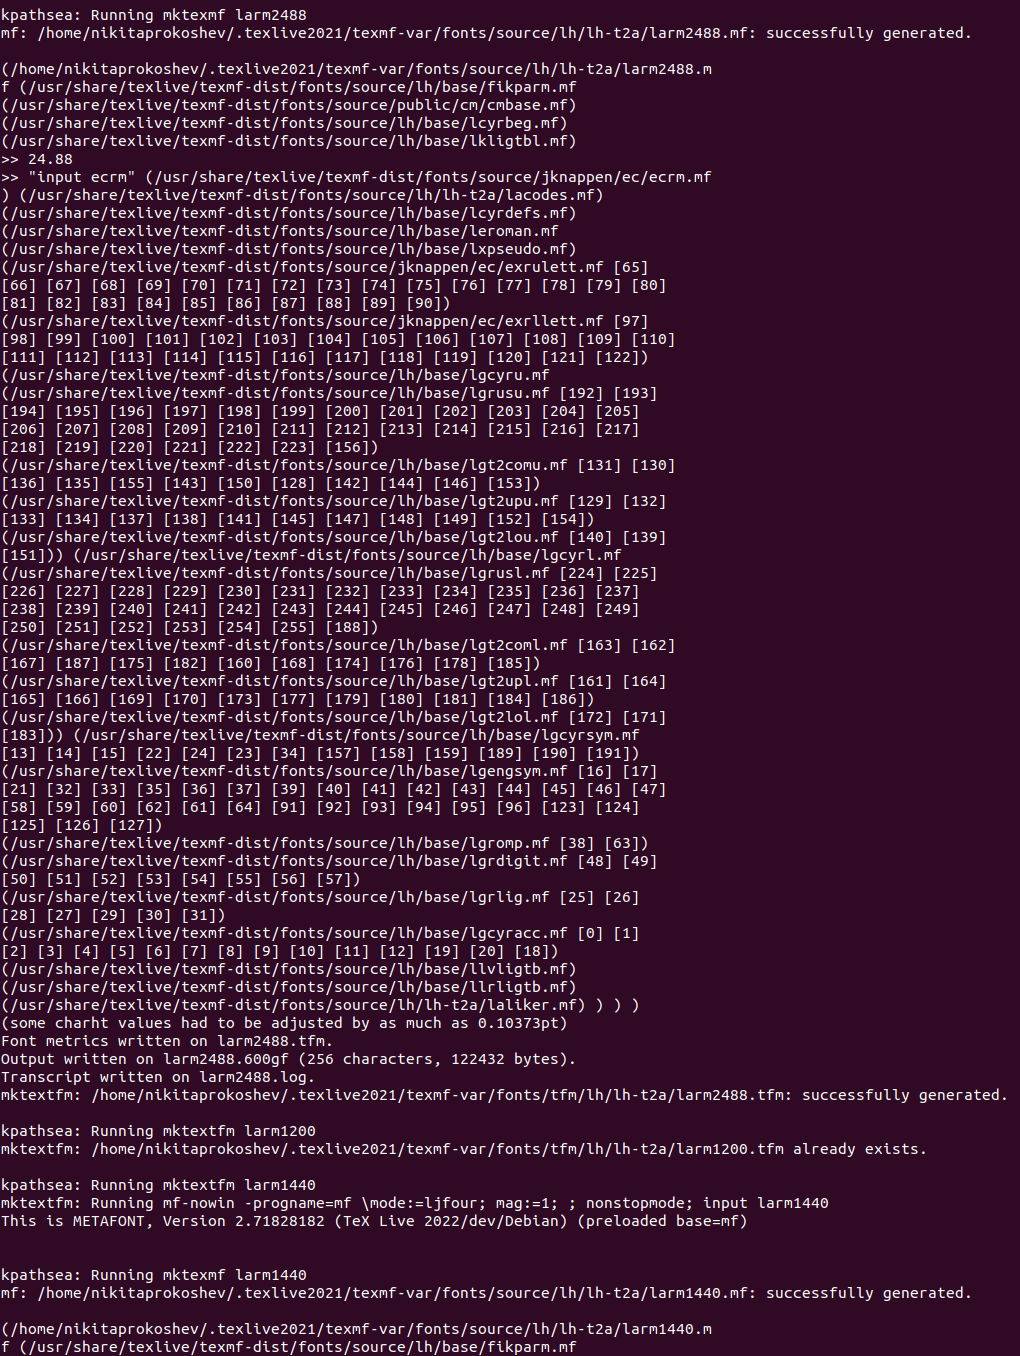 kpathsea: Running mktexmf larm2488
mf: /home/nikitaprokoshev/.texlive2021/texmf-var/fonts/source/lh/lh-t2a/larm2488.mf: successfully generated.
(/home/nikitaprokoshev/.texlive2021/texmf-var/fonts/source/lh/lh-t2a/larm2488.m
f (/usr/share/texlive/texmf-dist/fonts/source/lh/base/fikparm.mf
(/usr/share/texlive/texmf-dist/fonts/source/public/cm/cmbase.mf)
(/usr/share/texlive/texmf-dist/fonts/source/lh/base/lcyrbeg.mf)
(/usr/share/texlive/texmf-dist/fonts/source/lh/base/lkligtbl.mf)
>> 24.88
>> "input ecrm" (/usr/share/texlive/texmf-dist/fonts/source/jknappen/ec/ecrm.mf
) (/usr/share/texlive/texmf-dist/fonts/source/lh/lh-t2a/lacodes.mf)
(/usr/share/texlive/texmf-dist/fonts/source/lh/base/lcyrdefs.mf)
(/usr/share/texlive/texmf-dist/fonts/source/lh/base/leroman.mf
(/usr/share/texlive/texmf-dist/fonts/source/lh/base/lxpseudo.mf)
(/usr/share/texlive/texmf-dist/fonts/source/jknappen/ec/exrulett.mf [65]
[66] [67] [68] [69] [70] [71] [72] [73] [74] [75] [76] [77] [78] [79] [80]
[81] [82] [83] [84] [85] [86] [87] [88] [89] [90])
(/usr/share/texlive/texmf-dist/fonts/source/jknappen/ec/exrllett.mf [97]
[98] [99] [100] [101] [102] [103] [104] [105] [106] [107] [108] [109] [110]
[111] [112] [113] [114] [115] [116] [117] [118] [119] [120] [121] [122])
(/usr/share/texlive/texmf-dist/fonts/source/lh/base/lgcyru.mf
(/usr/share/texlive/texmf-dist/fonts/source/lh/base/lgrusu.mf [192] [193]
[194] [195] [196] [197] [198] [199] [200] [201] [202] [203] [204] [205]
[206] [207] [208] [209] [210] [211] [212] [213] [214] [215] [216] [217]
[218] [219] [220] [221] [222] [223] [156])
(/usr/share/texlive/texmf-dist/fonts/source/lh/base/lgt2comu.mf [131] [130]
[136] [135] [155] [143] [150] [128] [142] [144] [146] [153])
(/usr/share/texlive/texmf-dist/fonts/source/lh/base/lgt2upu.mf [129] [132]
[133] [134] [137] [138] [141] [145] [147] [148] [149] [152] [154])
(/usr/share/texlive/texmf-dist/fonts/source/lh/base/lgt2lou.mf [140] [139]
[151])) (/usr/share/texlive/texmf-dist/fonts/source/lh/base/lgcyrl.mf
(/usr/share/texlive/texmf-dist/fonts/source/lh/base/lgrusl.mf [224] [225]
[226] [227] [228] [229] [230] [231] [232] [233] [234] [235] [236] [237]
[238] [239] [240] [241] [242] [243] [244] [245] [246] [247] [248] [249]
[250] [251] [252] [253] [254] [255] [188])
(/usr/share/texlive/texmf-dist/fonts/source/lh/base/lgt2coml.mf [163] [162]
[167] [187] [175] [182] [160] [168] [174] [176] [178] [185])
(/usr/share/texlive/texmf-dist/fonts/source/lh/base/lgt2upl.mf [161] [164]
[165] [166] [169] [170] [173] [177] [179] [180] [181] [184] [186])
(/usr/share/texlive/texmf-dist/fonts/source/lh/base/lgt2lol.mf [172] [171]
[183])) (/usr/share/texlive/texmf-dist/fonts/source/lh/base/lgcyrsym.mf
[13] [14] [15] [22] [24] [23] [34] [157] [158] [159] [189] [190] [191])
(/usr/share/texlive/texmf-dist/fonts/source/lh/base/lgengsym.mf [16] [17]
[21] [32] [33] [35] [36] [37] [39] [40] [41] [42] [43] [44] [45] [46] [47]
[58] [59] [60] [62] [61] [64] [91] [92] [93] [94] [95] [96] [123] [124]
[125] [126] [127])
(/usr/share/texlive/texmf-dist/fonts/source/lh/base/lgromp.mf [38] [63])
(/usr/share/texlive/texmf-dist/fonts/source/lh/base/lgrdigit.mf [48] [49]
[50] [51] [52] [53] [54] [55] [56] [57])
(/usr/share/texlive/texmf-dist/fonts/source/lh/base/lgrlig.mf [25] [26]
[28] [27] [29] [30] [31])
(/usr/share/texlive/texmf-dist/fonts/source/lh/base/lgcyracc.mf [0] [1]
[2] [3] [4] [5] [6] [7] [8] [9] [10] [11] [12] [19] [20] [18])
(/usr/share/texlive/texmf-dist/fonts/source/lh/base/llvligtb.mf)
(/usr/share/texlive/texmf-dist/fonts/source/lh/base/llrligtb.mf)
(/usr/share/texlive/texmf-dist/fonts/source/lh/lh-t2a/laliker.mf) ) ) )
(some charht values had to be adjusted by as much as 0.10373pt)
Font metrics written on larm2488.tfm.
Output written on larm2488.600gf (256 characters, 122432 bytes).
Transcript written on larm2488.log.
mktextfm: /home/nikitaprokoshev/.texlive2021/texmf-var/fonts/tfm/lh/lh-t2a/larm2488.tfm: successfully generated.
kpathsea: Running mktextfm larm1200
mktextfm: /home/nikitaprokoshev/.texlive2021/texmf-var/fonts/tfm/lh/lh-t2a/larm1200.tfm already exists.
kpathsea: Running mktextfm larm1440
mktextfm: Running mf-nowin -progname=mf \mode:=ljfour; mag:=1; ; nonstopmode; input larm1440
This is METAFONT, Version 2.71828182 (TeX Live 2022/dev/Debian) (preloaded base=mf)
kpathsea: Running mktexmf larm1440
mf: /home/nikitaprokoshev/.texlive2021/texmf-var/fonts/source/lh/lh-t2a/larm1440.mf: successfully generated.
(/home/nikitaprokoshev/.texlive2021/texmf-var/fonts/source/lh/lh-t2a/larm1440.m
f (/usr/share/texlive/texmf-dist/fonts/source/lh/base/fikparm.mf